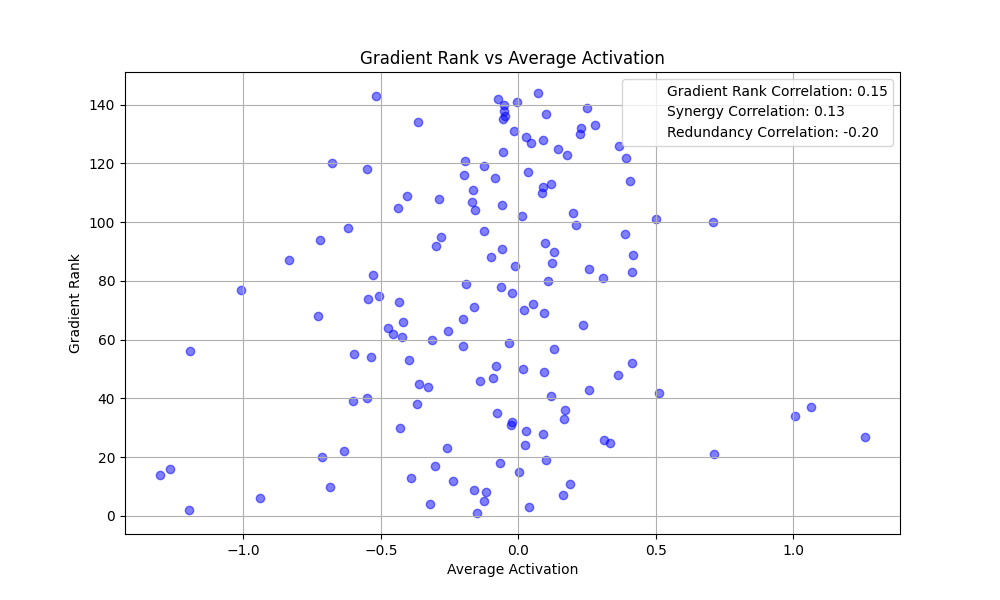 Gradient Rank vs Average Activation
Gradient Rank Correlation: 0.15
Synergy Correlation: 0.13
Redundancy Correlation: -0.20
140
120
100
80
60
40
20
0
Gradient Rank
−1.0 −0.5 0.0 0.5 1.0
Average Activation